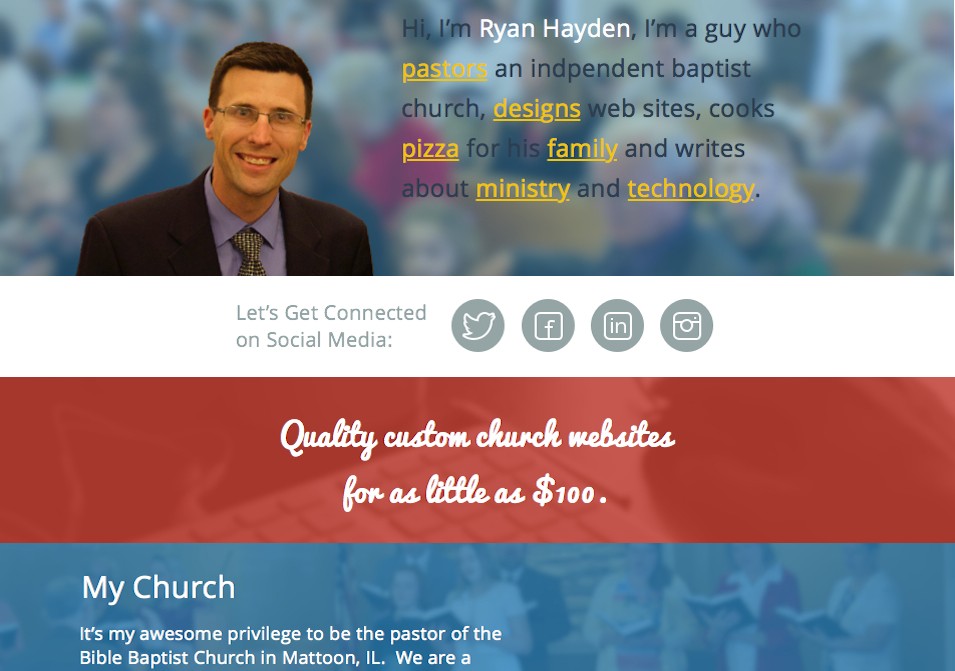 Hi, I'm Ryan Hayden, I'm a guy who
pastors an indpendent baptist
church, designs web sites, cooks
pizza for his family and writes
about ministry and technology.
Let's Get Connected
on Social Media:
Quality custom church websites
for as little as $100.
My Church
It's my awesome privilege to be the pastor of the
Bible Baptist Church in Mattoon, IL.  We are a